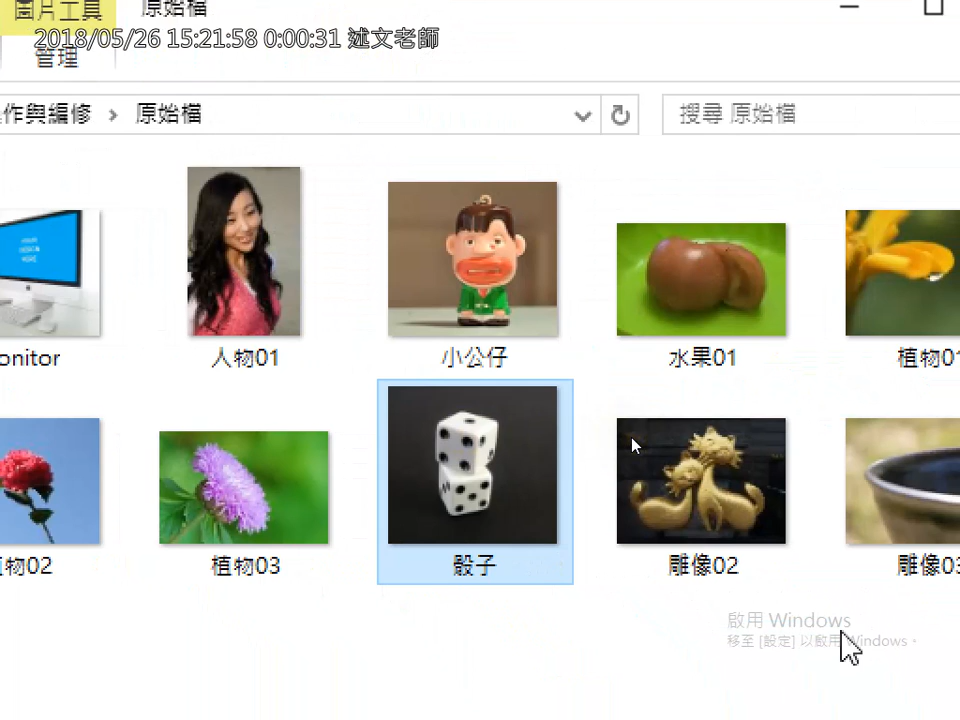 圖片工具
原始檔
2018/05/26 15:21:58 0:00:31 述文老師
管理
作與編修 > 原始檔
搜尋 原始檔
onitor
人物01
小公仔
水果01
植物01
物02
植物03
骰子
雕像02
雕像03
啟用 Windows
移至 [設定] 以啟用 Windows。